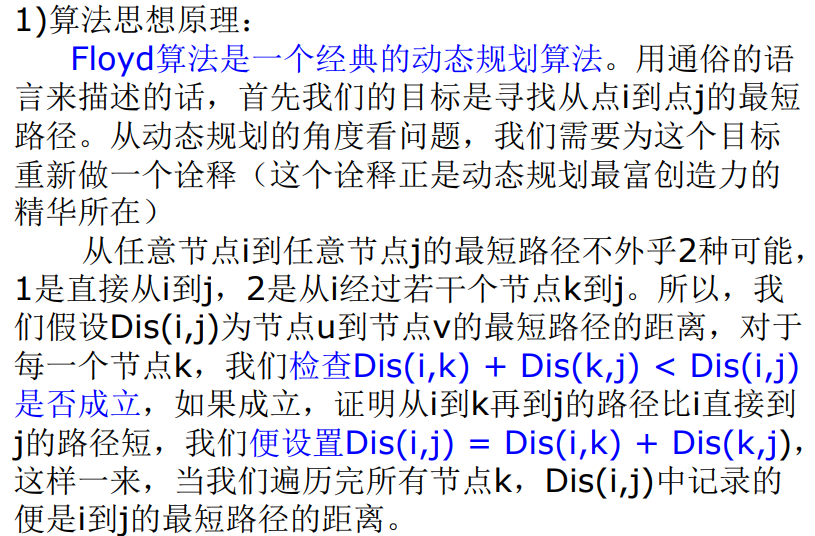 1)算法思想原理：
Floyd算法是一个经典的动态规划算法。用通俗的语
言来描述的话，首先我们的目标是寻找从点i到点j的最短
路径。从动态规划的角度看问题，我们需要为这个目标
重新做一个诠释（这个诠释正是动态规划最富创造力的
精华所在）
从任意节点i到任意节点j的最短路径不外乎2种可能，
1是直接从i到j，2是从i经过若干个节点k到j。所以，我
们假设Dis(i,j)为节点u到节点v的最短路径的距离，对于
每一个节点k，我们检查Dis(i,k) + Dis(k,j) < Dis(i,j)
是否成立，如果成立，证明从i到k再到j的路径比i直接到
j的路径短，我们便设置Dis(i,j) = Dis(i,k) + Dis(k,j)，
这样一来，当我们遍历完所有节点k，Dis(i,j)中记录的
便是i到j的最短路径的距离。